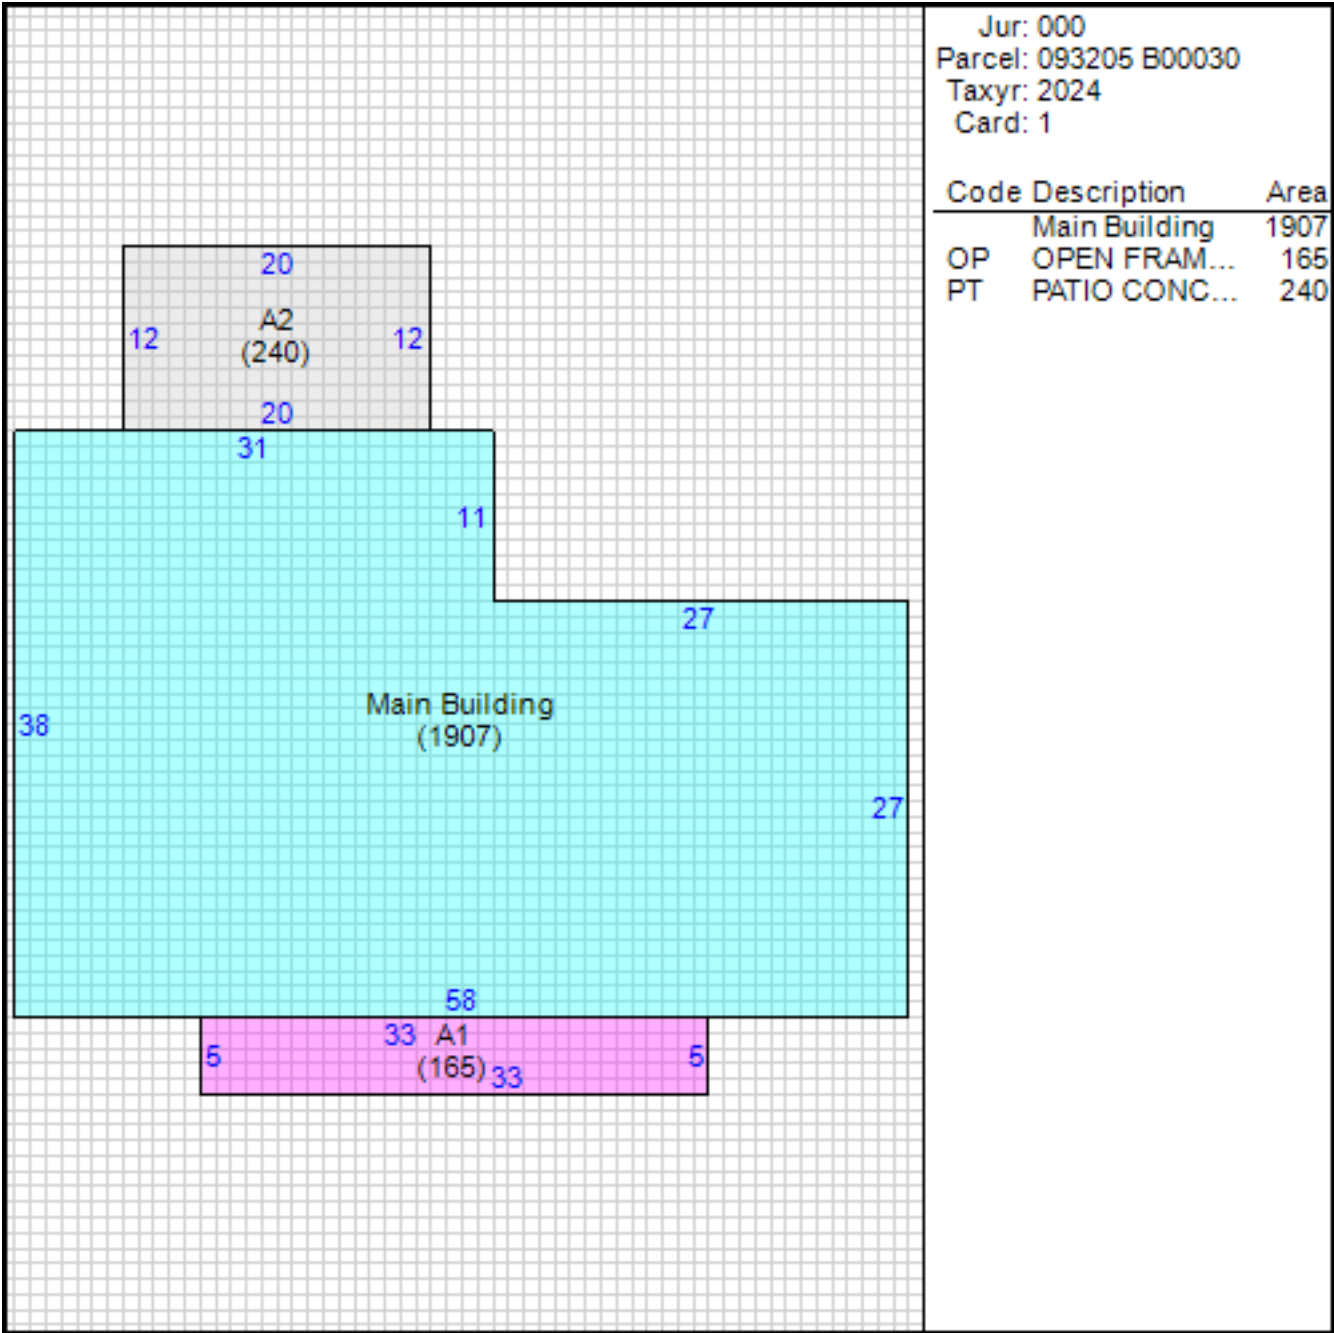 Jur: 000
Parcel: 093205 B00030
Taxyr: 2024
Card: 1
Code Description Area
Main Building 1907
OP OPEN FRAM... 165
PT PATIO CONC... 240
20
A2
12 12
(240)
20
31
11
27
Main Building
38
(1907)
27
58
33 A1
5 5
(165) 33